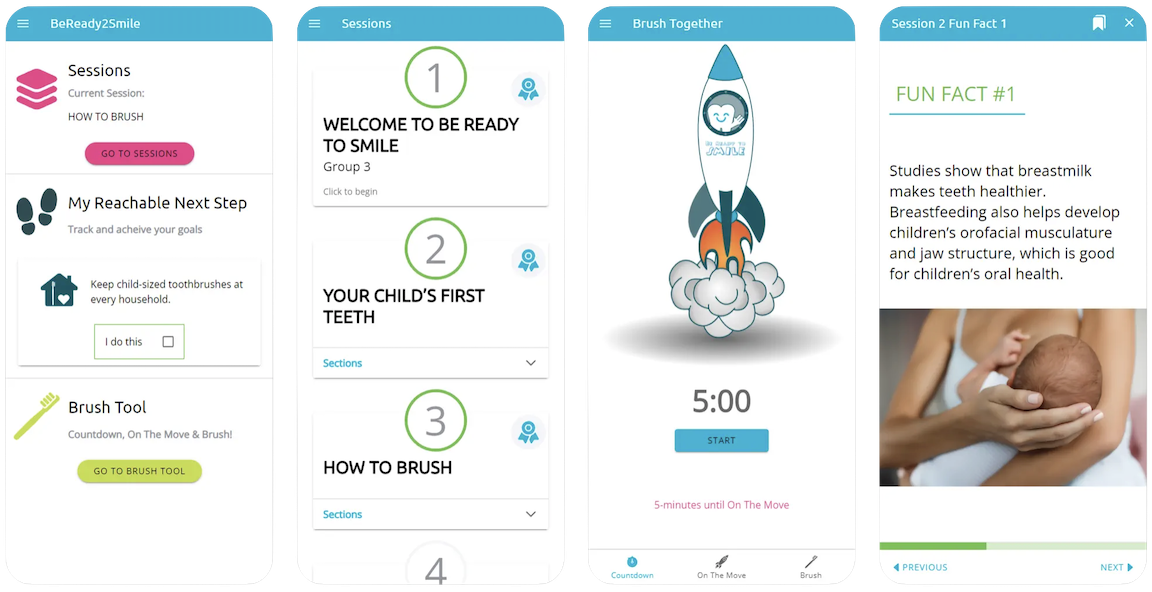 BeReady2Smile
Sessions
Current Session:
HOW TO BRUSH
GO TO SESSIONS
My Reachable Next Step
Track and acheive your goals
Keep child-sized toothbrushes at
every household.
I do this
Brush Tool
Countdown, On The Move & Brush!
GO TO BRUSH TOOL
Sessions
1
WELCOME TO BE READY
TO SMILE
Group 3
Click to begin
2
YOUR CHILD'S FIRST
TEETH
Sections
3
HOW TO BRUSH
Sections
4
Brush Together
BE READY TO
SMILE
5:00
START
5-minutes until On The Move
Countdown
On The Move
Brush
Session 2 Fun Fact 1
FUN FACT #1
Studies show that breastmilk
makes teeth healthier.
Breastfeeding also helps develop
children's orofacial musculature
and jaw structure, which is good
for children's oral health.
PREVIOUS
NEXT